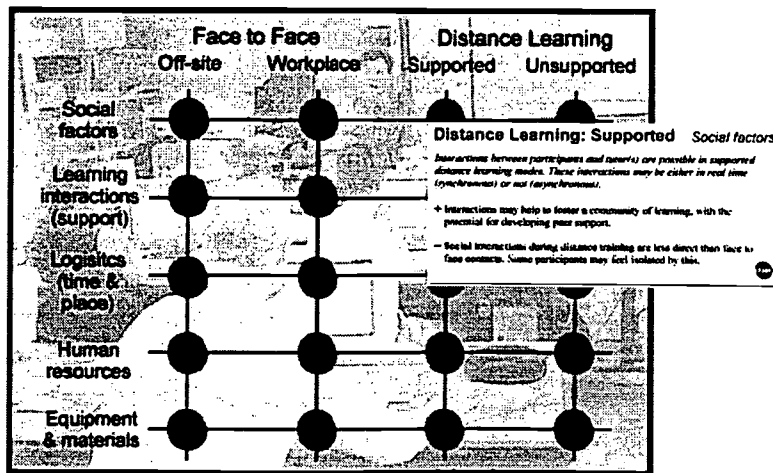 Face to Face
Distance Learning
Off-site
Workplace
Supported
Unsupported
Social
factors
Learning
interactions
(support)
Logisitcs
(time &
place)
Human
resources
Equipment
& materials
Distance Learning: Supported Social factors
Interactions between participants and tutor(s) are possible in supported
distance learning modes. These interactions may be either in real time
(synchronous) or not (asynchronous).
+ Interactions may help to foster a community of learning, with the
potential for developing peer support.
– Social interactions during distance training are less direct than face to
face contacts. Some participants may feel isolated by this.